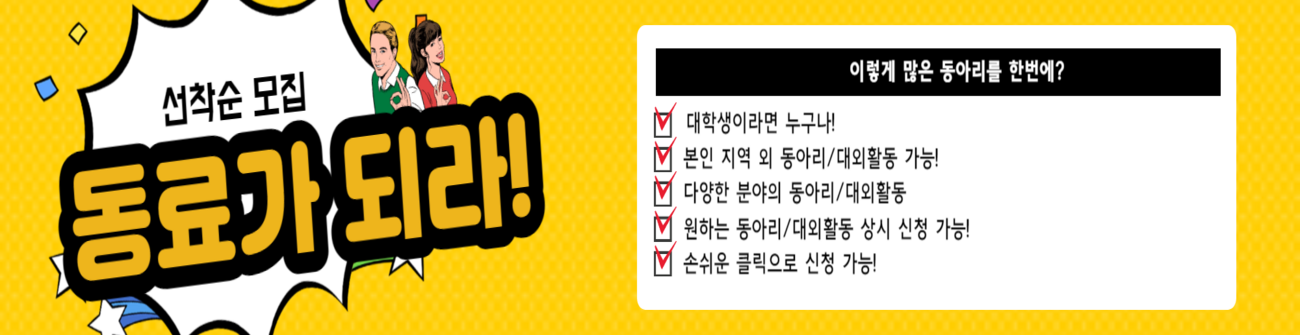 선착순 모집
동료가 되라!
이렇게 많은 동아리를 한번에?
대학생이라면 누구나!
본인 지역 외 동아리/대외활동 가능!
다양한 분야의 동아리/대외활동
원하는 동아리/대외활동 상시 신청 가능!
손쉬운 클릭으로 신청 가능!